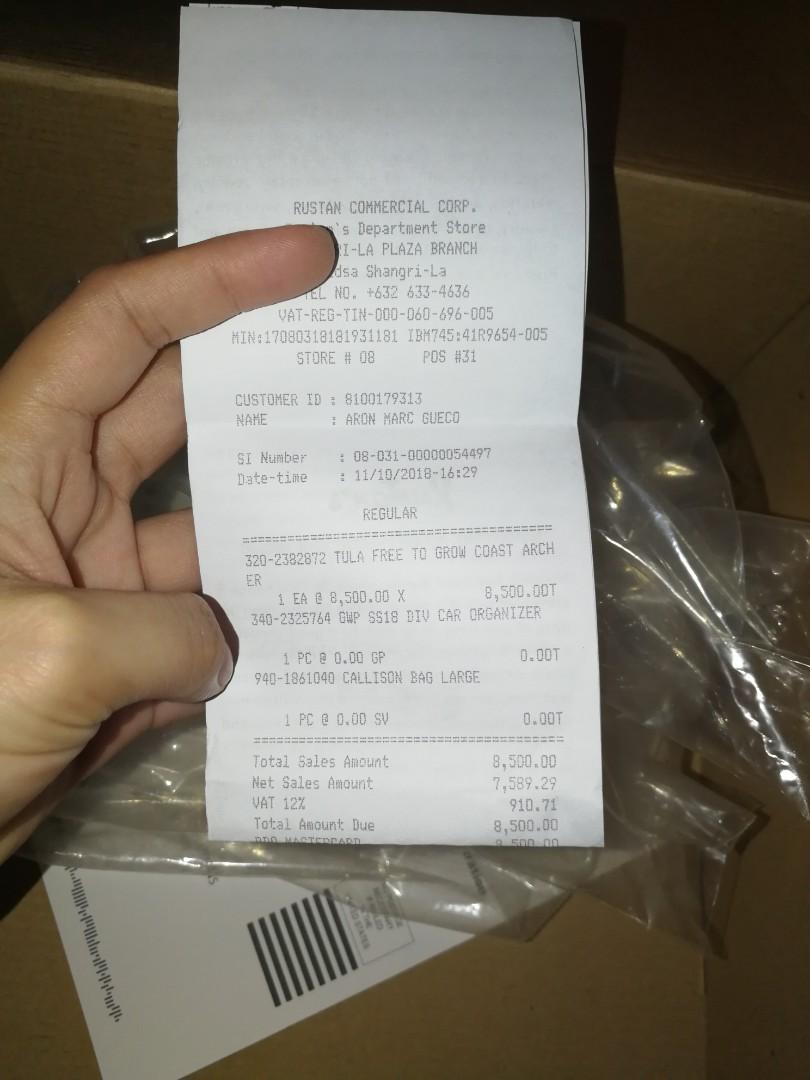 RUSTAN COMMERCIAL CORP.
's Department Store
RI-LA PLAZA BRANCH
dsa Shangri-La
TEL NO. +632 633-4636
VAT-REG-TIN-000-060-696-005
MIN:17080318181931181 IBM745:41R9654-005
STORE # 08 POS #31
CUSTOMER ID : 8100179313
NAME : ARON MARC GUECO
SI Number : 08-031-00000054497
Date-time : 11/10/2018-16:29
REGULAR
320-2382872 TULA FREE TO GROW COAST ARCH
ER
1 EA @ 8,500.00 X 8,500.00T
340-2325764 GWP SS18 DIV CAR ORGANIZER
1 PC @ 0.00 GP 0.00T
940-1861040 CALLISON BAG LARGE
1 PC @ 0.00 SV 0.00T
Total Sales Amount 8,500.00
Net Sales Amount 7,589.29
VAT 12% 910.71
Total Amount Due 8,500.00
BDO MASTERCARD 8,500.00